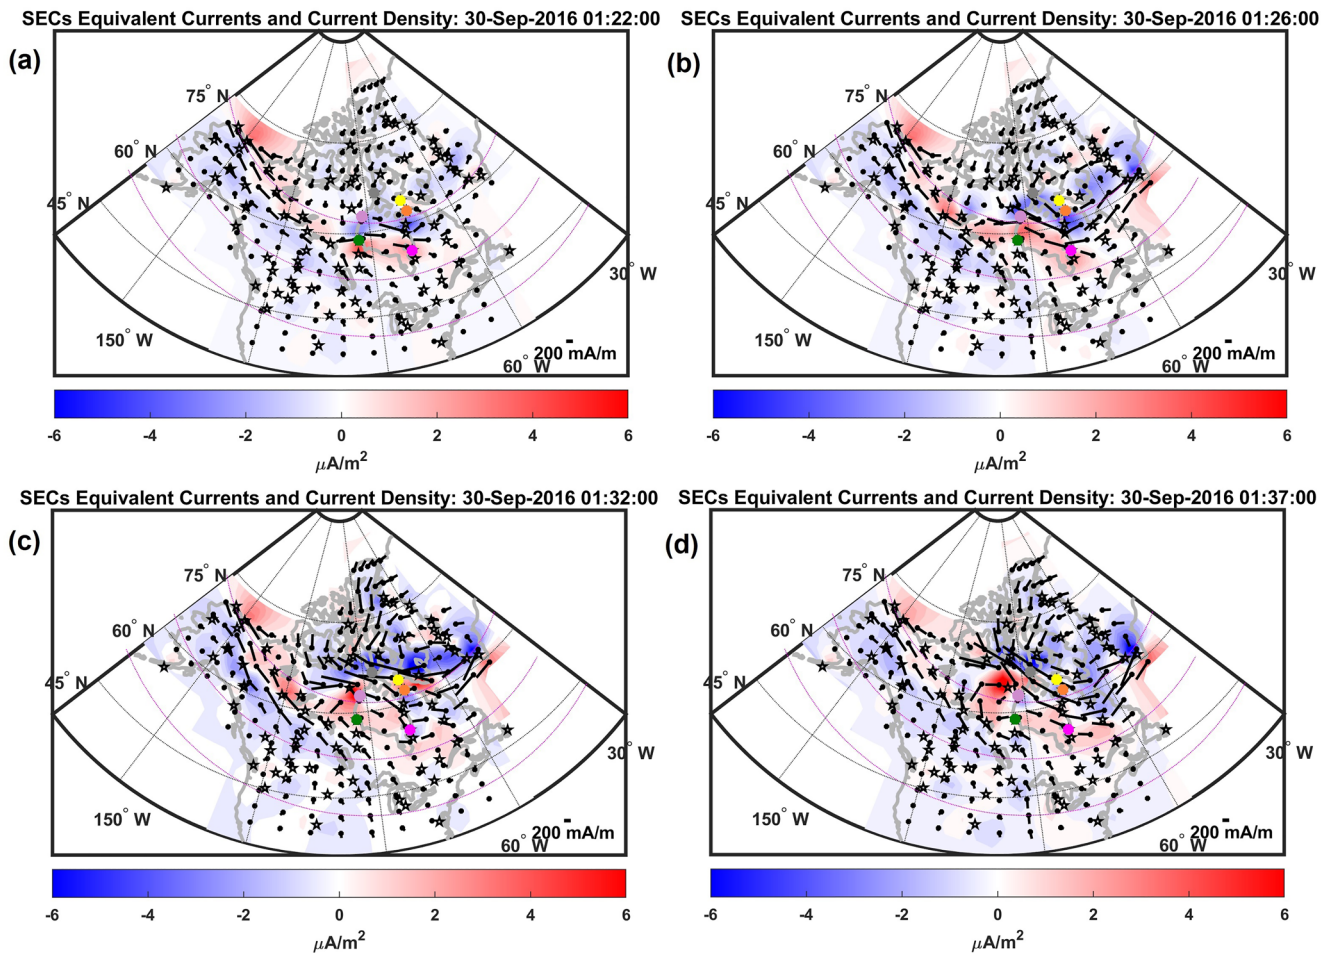 SECs Equivalent Currents and Current Density: 30-Sep-2016 01:22:00
(a)
75° N
60° N
45° N
30° W
150° W
200 mA/m
60° W
-6 -4 -2 0 2 4 6
μA/m²
SECs Equivalent Currents and Current Density: 30-Sep-2016 01:26:00
(b)
75° N
60° N
45° N
30° W
150° W
200 mA/m
60° W
-6 -4 -2 0 2 4 6
μA/m²
SECs Equivalent Currents and Current Density: 30-Sep-2016 01:32:00
(c)
75° N
60° N
45° N
30° W
150° W
200 mA/m
60° W
-6 -4 -2 0 2 4 6
μA/m²
SECs Equivalent Currents and Current Density: 30-Sep-2016 01:37:00
(d)
75° N
60° N
45° N
30° W
150° W
200 mA/m
60° W
-6 -4 -2 0 2 4 6
μA/m²